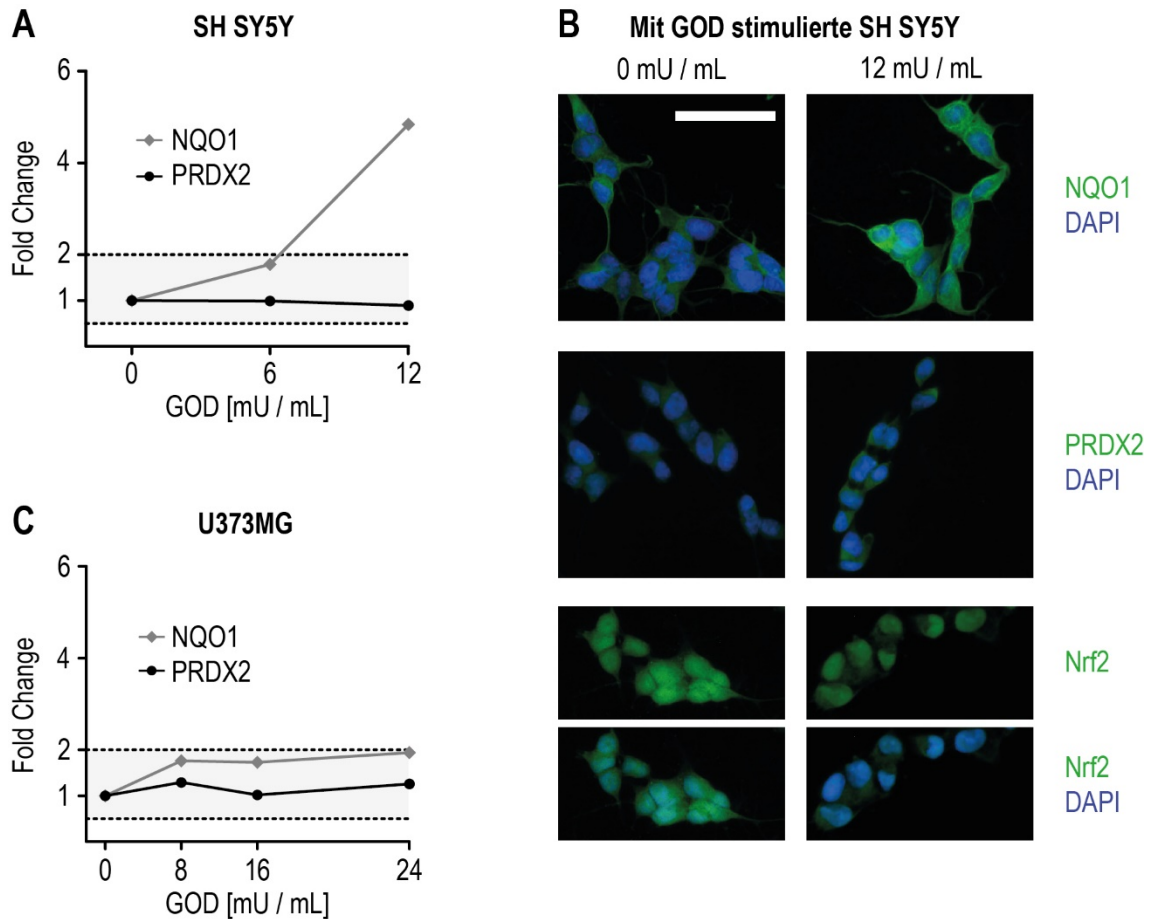 A
SH SY5Y
Fold Change
6
4
2
1
NQO1
PRDX2
0
6
12
GOD [mU / mL]
B
Mit GOD stimulierte SH SY5Y
0 mU / mL
12 mU / mL
NQO1
DAPI
PRDX2
DAPI
Nrf2
Nrf2
DAPI
C
U373MG
Fold Change
6
4
2
1
NQO1
PRDX2
0
8
16
24
GOD [mU / mL]